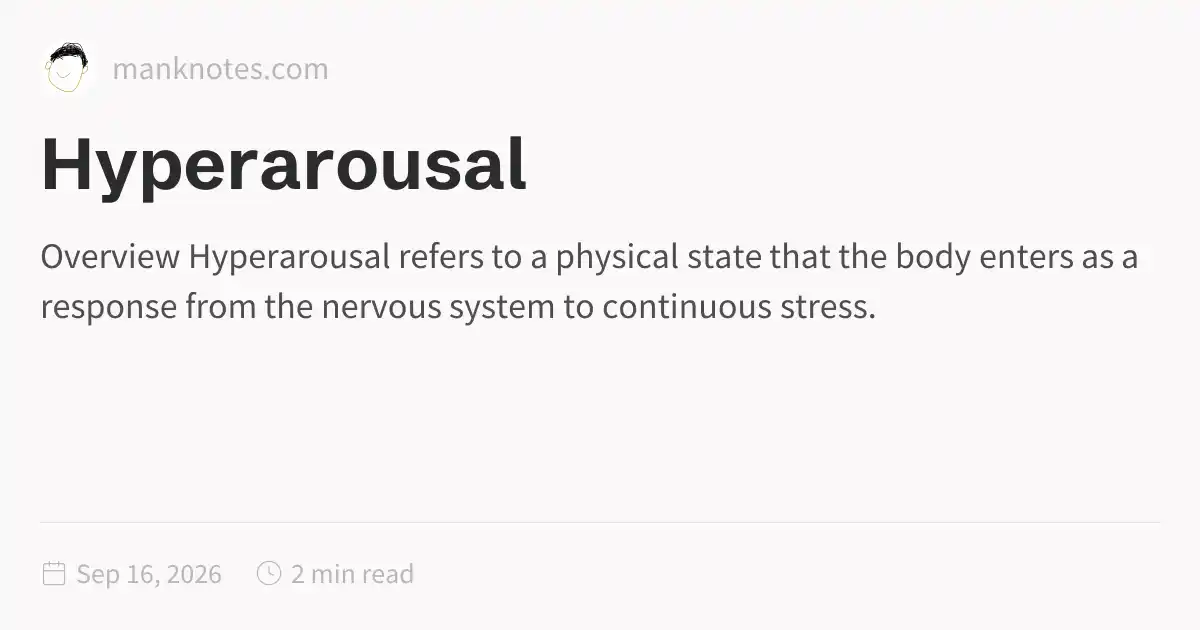 manknotes.com
Hyperarousal
Overview Hyperarousal refers to a physical state that the body enters as a
response from the nervous system to continuous stress.
Sep 16, 2026 2 min read